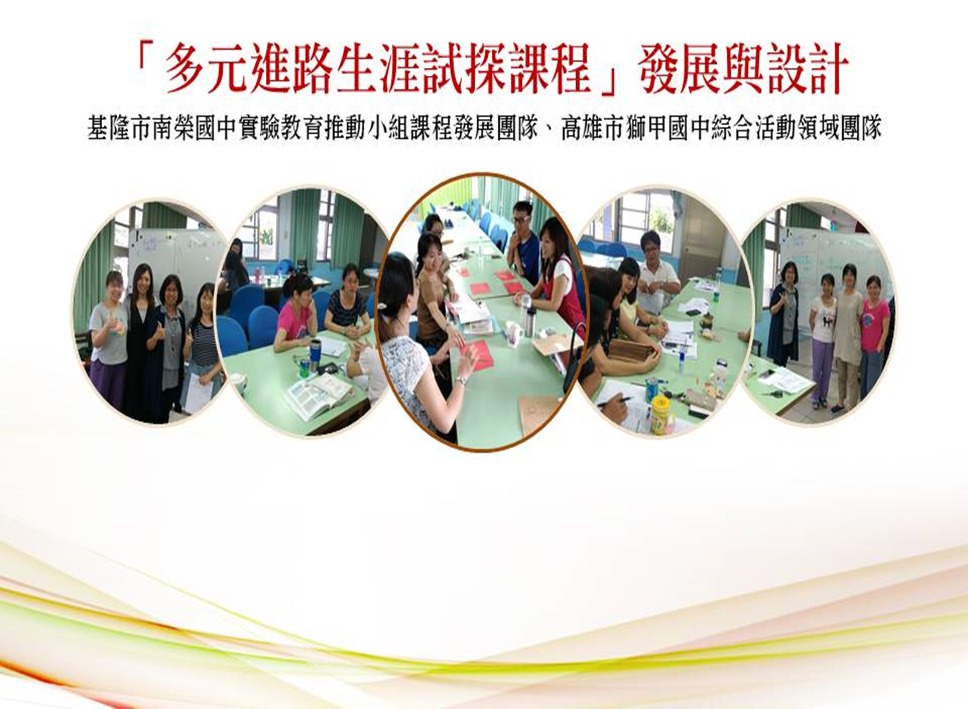 「多元進路生涯試探課程」發展與設計
基隆市南榮國中實驗教育推動小組課程發展團隊、高雄市獅甲國中綜合活動領域團隊